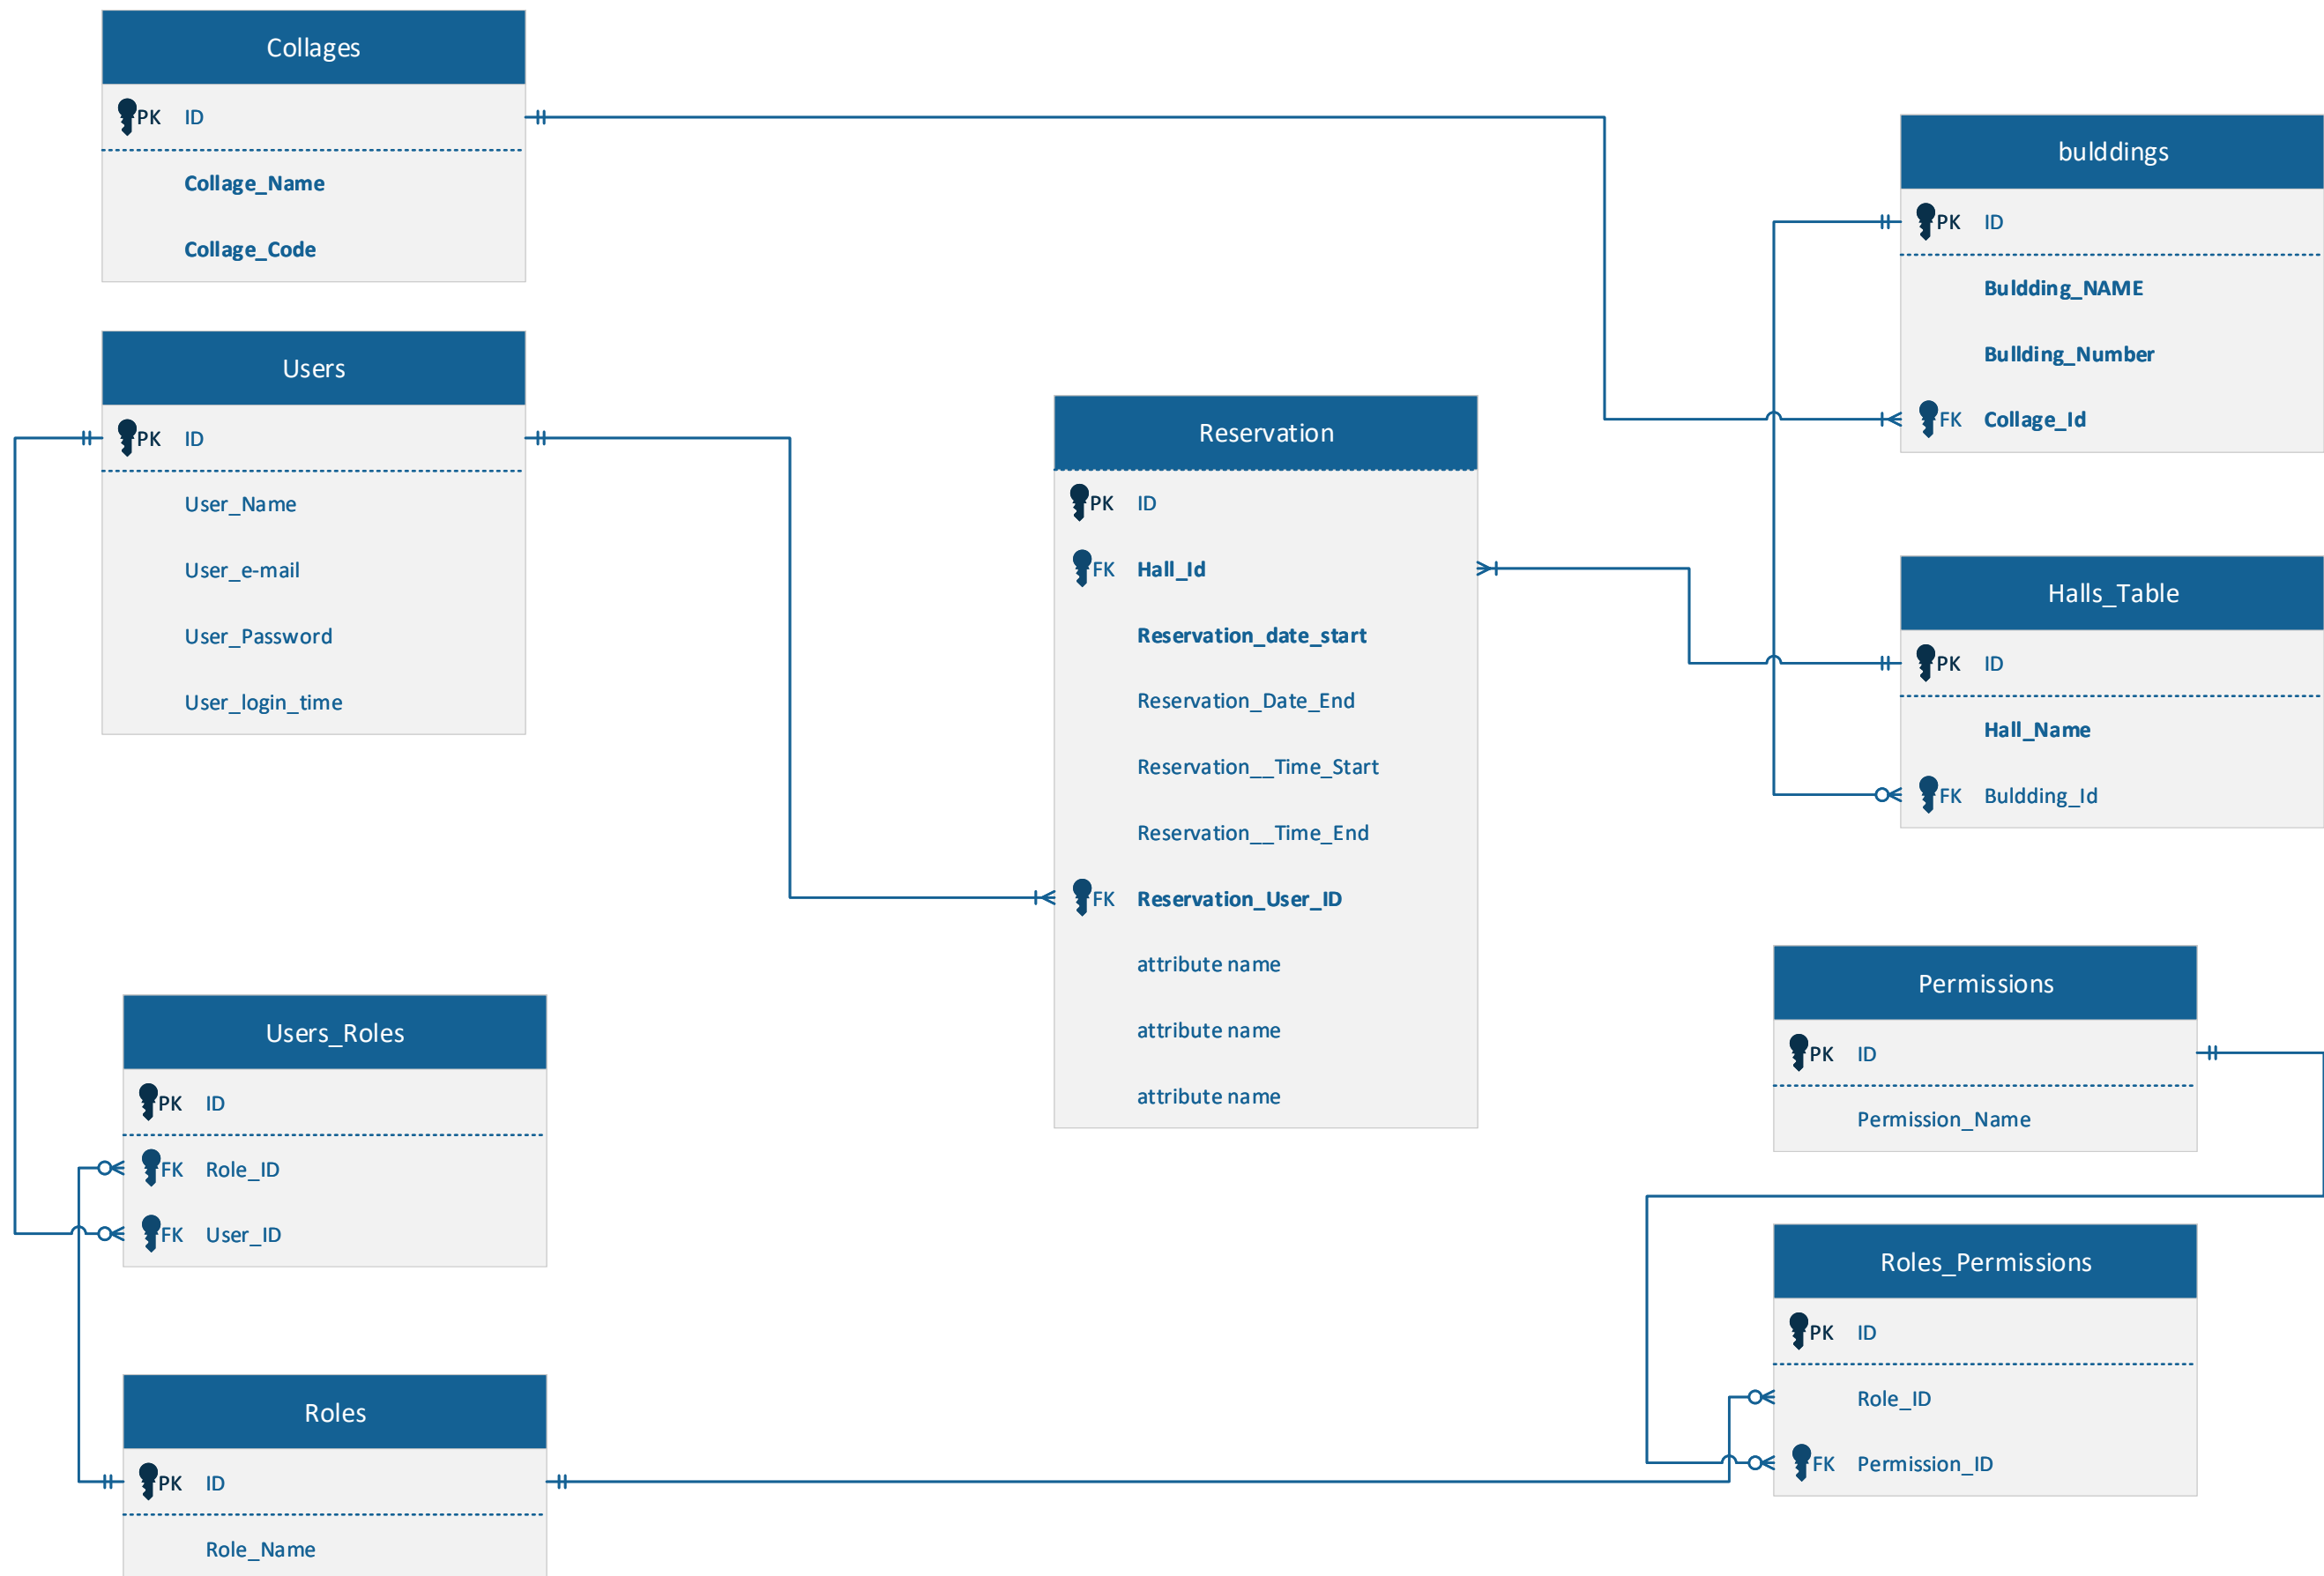 Collages
PK ID
Collage_Name
Collage_Code
Users
PK ID
User_Name
User_e-mail
User_Password
User_login_time
Users_Roles
PK ID
FK Role_ID
FK User_ID
Roles
PK ID
Role_Name
Reservation
PK ID
FK Hall_Id
Reservation_date_start
Reservation_Date_End
Reservation__Time_Start
Reservation__Time_End
FK Reservation_User_ID
attribute name
attribute name
attribute name
bulddings
PK ID
Buldding_NAME
Bullding_Number
FK Collage_Id
Halls_Table
PK ID
Hall_Name
FK Buldding_Id
Permissions
PK ID
Permission_Name
Roles_Permissions
PK ID
Role_ID
FK Permission_ID